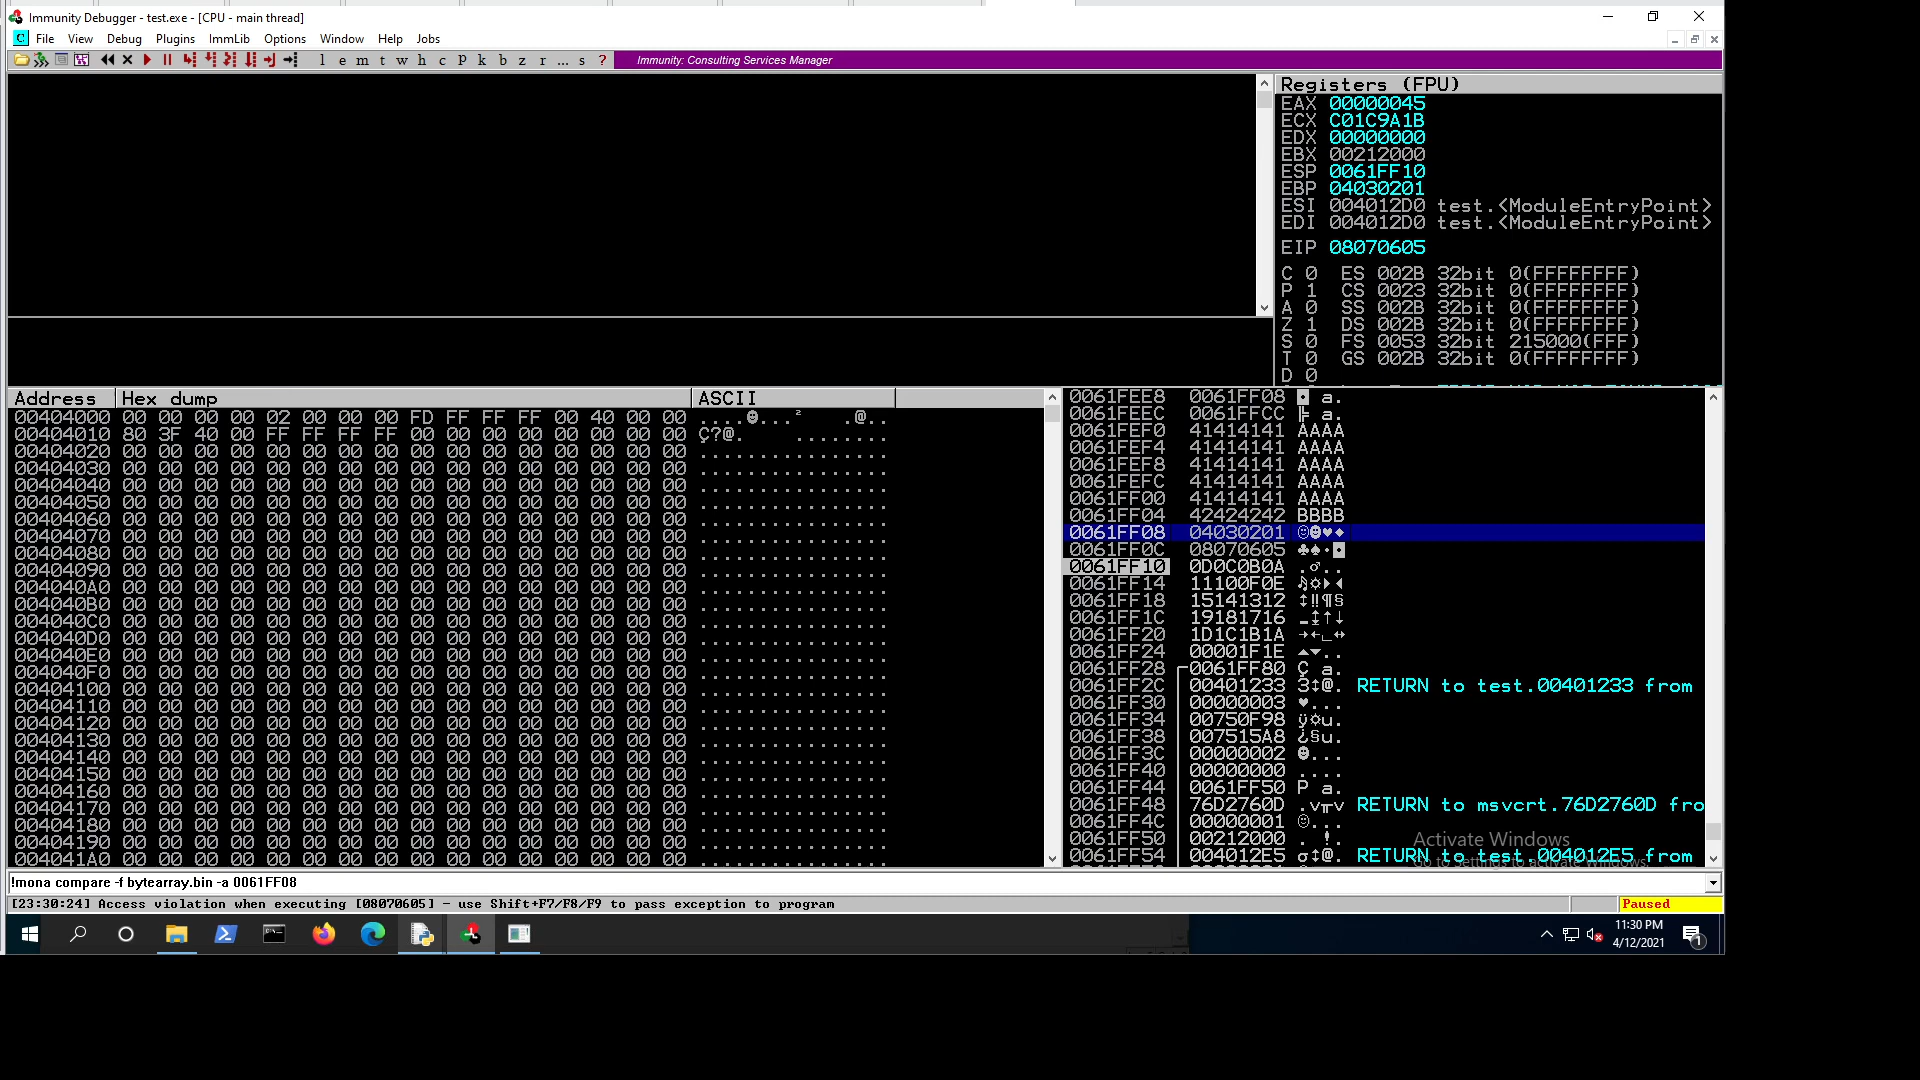 Immunity Debugger - test.exe - [CPU - main thread]
File View Debug Plugins ImmLib Options Window Help Jobs
l e m t w h c P k b z r ... s ?
Immunity: Consulting Services Manager
Registers (FPU)
EAX 00000045
ECX C01C9A1B
EDX 00000000
EBX 00212000
ESP 0061FF10
EBP 04030201
ESI 004012D0 test.<ModuleEntryPoint>
EDI 004012D0 test.<ModuleEntryPoint>
EIP 08070605
C 0 ES 002B 32bit 0(FFFFFFFF)
P 1 CS 0023 32bit 0(FFFFFFFF)
A 0 SS 002B 32bit 0(FFFFFFFF)
Z 1 DS 002B 32bit 0(FFFFFFFF)
S 0 FS 0053 32bit 215000(FFF)
T 0 GS 002B 32bit 0(FFFFFFFF)
D 0
Address Hex dump ASCII
00404000 00 00 00 00 02 00 00 00 FD FF FF FF 00 40 00 00 ....☻...² .@..
00404010 80 3F 40 00 FF FF FF FF 00 00 00 00 00 00 00 00 Ç?@. ........
00404020 00 00 00 00 00 00 00 00 00 00 00 00 00 00 00 00 ................
00404030 00 00 00 00 00 00 00 00 00 00 00 00 00 00 00 00 ................
00404040 00 00 00 00 00 00 00 00 00 00 00 00 00 00 00 00 ................
00404050 00 00 00 00 00 00 00 00 00 00 00 00 00 00 00 00 ................
00404060 00 00 00 00 00 00 00 00 00 00 00 00 00 00 00 00 ................
00404070 00 00 00 00 00 00 00 00 00 00 00 00 00 00 00 00 ................
00404080 00 00 00 00 00 00 00 00 00 00 00 00 00 00 00 00 ................
00404090 00 00 00 00 00 00 00 00 00 00 00 00 00 00 00 00 ................
004040A0 00 00 00 00 00 00 00 00 00 00 00 00 00 00 00 00 ................
004040B0 00 00 00 00 00 00 00 00 00 00 00 00 00 00 00 00 ................
004040C0 00 00 00 00 00 00 00 00 00 00 00 00 00 00 00 00 ................
004040D0 00 00 00 00 00 00 00 00 00 00 00 00 00 00 00 00 ................
004040E0 00 00 00 00 00 00 00 00 00 00 00 00 00 00 00 00 ................
004040F0 00 00 00 00 00 00 00 00 00 00 00 00 00 00 00 00 ................
00404100 00 00 00 00 00 00 00 00 00 00 00 00 00 00 00 00 ................
00404110 00 00 00 00 00 00 00 00 00 00 00 00 00 00 00 00 ................
00404120 00 00 00 00 00 00 00 00 00 00 00 00 00 00 00 00 ................
00404130 00 00 00 00 00 00 00 00 00 00 00 00 00 00 00 00 ................
00404140 00 00 00 00 00 00 00 00 00 00 00 00 00 00 00 00 ................
00404150 00 00 00 00 00 00 00 00 00 00 00 00 00 00 00 00 ................
00404160 00 00 00 00 00 00 00 00 00 00 00 00 00 00 00 00 ................
00404170 00 00 00 00 00 00 00 00 00 00 00 00 00 00 00 00 ................
00404180 00 00 00 00 00 00 00 00 00 00 00 00 00 00 00 00 ................
00404190 00 00 00 00 00 00 00 00 00 00 00 00 00 00 00 00 ................
004041A0 00 00 00 00 00 00 00 00 00 00 00 00 00 00 00 00 ................
0061FEE8 0061FF08 ◘ a.
0061FEEC 0061FFCC ╠ a.
0061FEF0 41414141 AAAA
0061FEF4 41414141 AAAA
0061FEF8 41414141 AAAA
0061FEFC 41414141 AAAA
0061FF00 41414141 AAAA
0061FF04 42424242 BBBB
0061FF08 04030201 ☺☻♥♦
0061FF0C 08070605 ♣♠•◘
0061FF10 0D0C0B0A .♂..
0061FF14 11100F0E ♫☼►◄
0061FF18 15141312 ↕‼¶§
0061FF1C 19181716 ▬↨↑↓
0061FF20 1D1C1B1A →←∟↔
0061FF24 00001F1E ▲▼..
0061FF28 0061FF80 Ç a.
0061FF2C 00401233 3↕@. RETURN to test.00401233 from
0061FF30 00000003 ♥...
0061FF34 00750F98 ÿ☼u.
0061FF38 007515A8 ¿§u.
0061FF3C 00000002 ☻...
0061FF40 00000000 ....
0061FF44 0061FF50 P a.
0061FF48 76D2760D .v╥v RETURN to msvcrt.76D2760D fro
0061FF4C 00000001 ☺...
0061FF50 00212000 . !.
0061FF54 004012E5 σ↕@. RETURN to test.004012E5 from
Activate Windows
Go to Settings to activate Windows.
!mona compare -f bytearray.bin -a 0061FF08
[23:30:24] Access violation when executing [08070605] - use Shift+F7/F8/F9 to pass exception to program
Paused
11:30 PM
4/12/2021
1